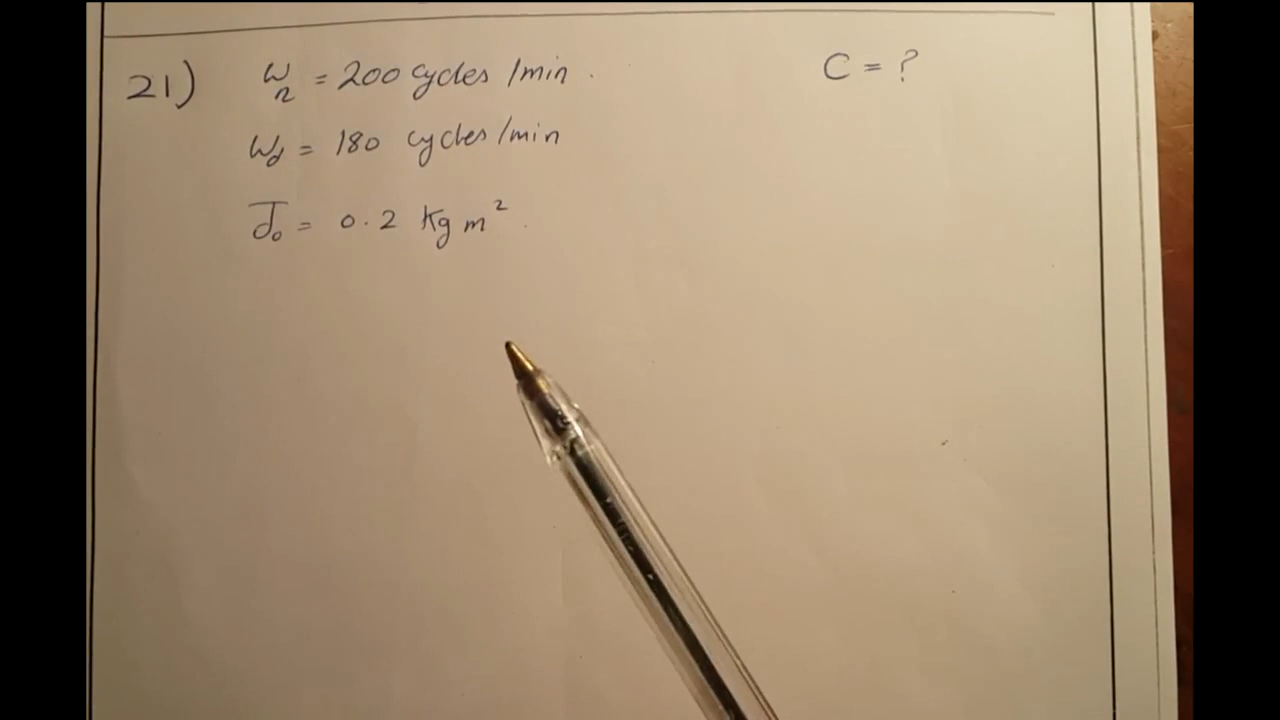 21) ωn = 200 cycles/min. C = ?
ωd = 180 cycles/min
J₀ = 0.2 Kg m².